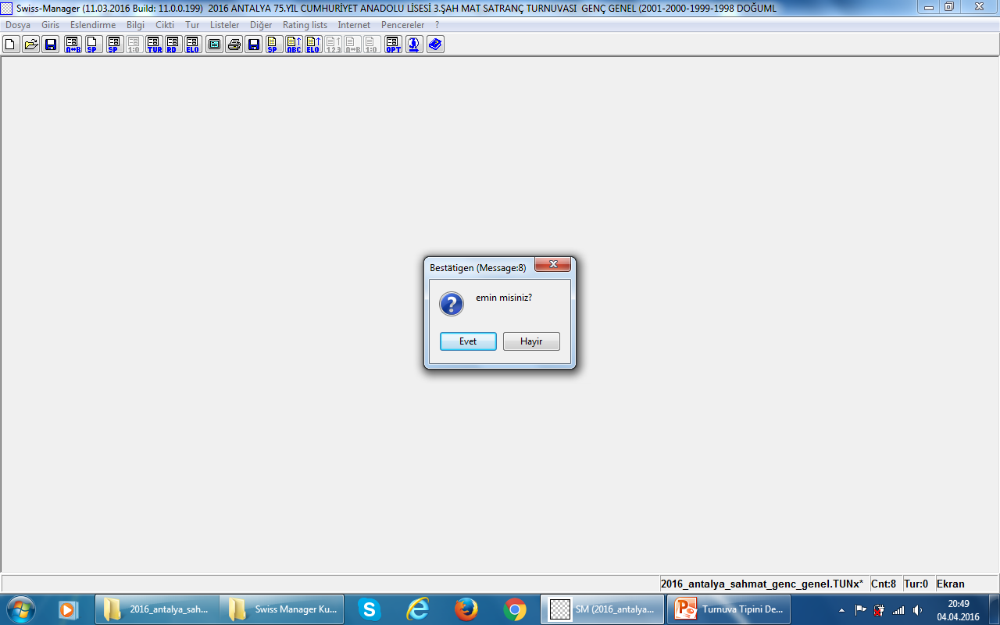 Swiss-Manager (11.03.2016 Build: 11.0.0.199)  2016 ANTALYA 75.YIL CUMHURİYET ANADOLU LİSESİ 3.ŞAH MAT SATRANÇ TURNUVASI  GENÇ GENEL (2001-2000-1999-1998 DOĞUML
Dosya Giris Eslendirme Bilgi Cikti Tur Listeler Diğer Rating lists Internet Pencereler ?
A↔B SP SP 1:0 TUR RD ELO SP ABC ELO 1.2.3 A↔B 1:0 OPT
Bestätigen (Message:8)
emin misiniz?
Evet Hayir
2016_antalya_sahmat_genc_genel.TUNx* Cnt:8 Tur:0 Ekran
2016_antalya_sah... Swiss Manager Ku... SM (2016_antalya... Turnuva Tipini De... 20:49
04.04.2016